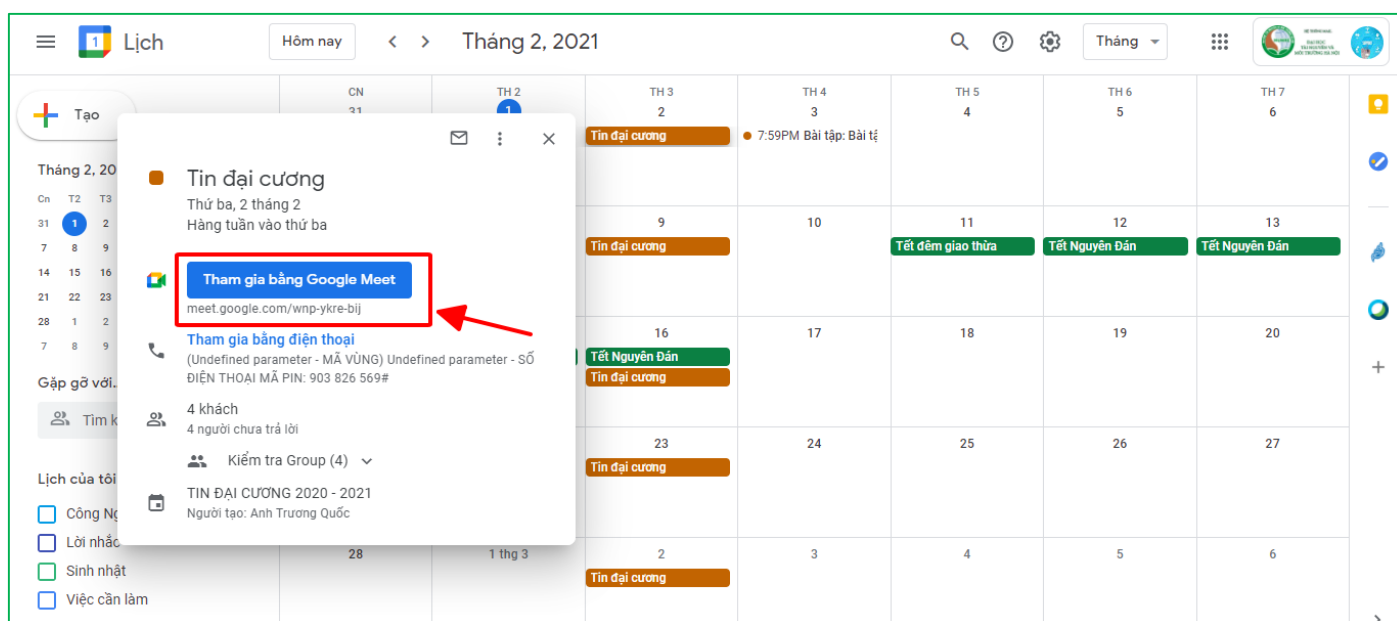 Lịch
Hôm nay
Tháng 2, 2021
Tháng
Tạo
CN
TH 2
TH 3
TH 4
TH 5
TH 6
TH 7
31
1
2
3
4
5
6
Tin đại cương
7:59PM Bài tập: Bài tậ
Tháng 2, 20
Cn T2 T3
31 1 2
7 8 9
14 15 16
21 22 23
28 1 2
7 8 9
Gặp gỡ với..
Tìm k
Lịch của tôi
Công Ng
Lời nhắc
Sinh nhật
Việc cần làm
Tin đại cương
Thứ ba, 2 tháng 2
Hàng tuần vào thứ ba
Tham gia bằng Google Meet
meet.google.com/wnp-ykre-bij
Tham gia bằng điện thoại
(Undefined parameter - MÃ VÙNG) Undefined parameter - SỐ
ĐIỆN THOẠI MÃ PIN: 903 826 569#
4 khách
4 người chưa trả lời
Kiểm tra Group (4)
TIN ĐẠI CƯƠNG 2020 - 2021
Người tạo: Anh Trương Quốc
9
10
11
12
13
Tin đại cương
Tết đêm giao thừa
Tết Nguyên Đán
Tết Nguyên Đán
16
17
18
19
20
Tết Nguyên Đán
Tin đại cương
23
24
25
26
27
Tin đại cương
28
1 thg 3
2
3
4
5
6
Tin đại cương